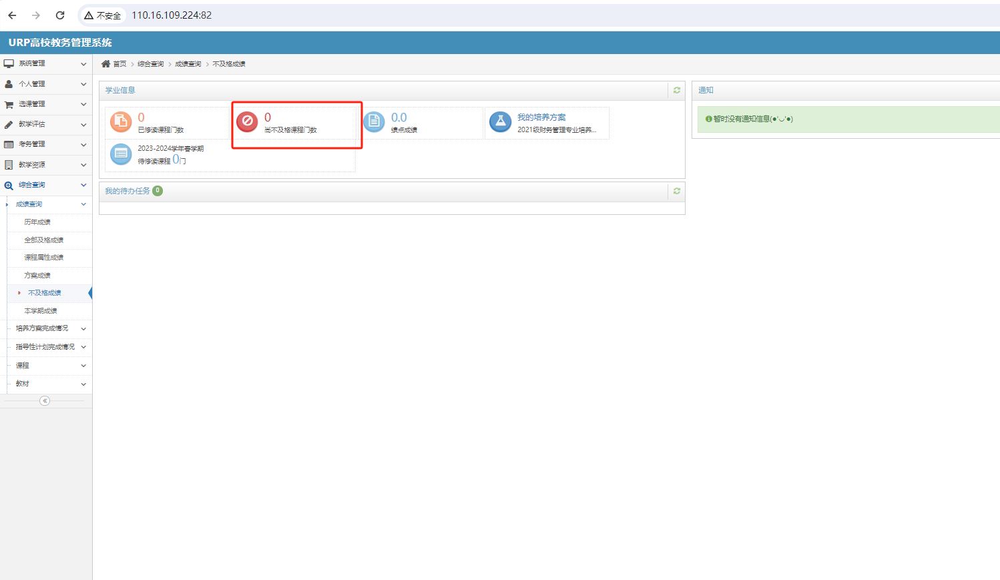 不安全 110.16.109.224:82
URP高校教务管理系统
系统管理
个人管理
选课管理
教学评估
考务管理
教学资源
综合查询
成绩查询
历年成绩
全部及格成绩
课程属性成绩
方案成绩
不及格成绩
本学期成绩
培养方案完成情况
指导性计划完成情况
课程
教材
首页 > 综合查询 > 成绩查询 > 不及格成绩
学业信息
0
已修读课程门数
0
尚不及格课程门数
0.0
绩点成绩
我的培养方案
2021级财务管理专业培养...
2023-2024学年春学期
待修读课程 0门
我的待办任务 0
通知
暂时没有通知信息(●'◡'●)